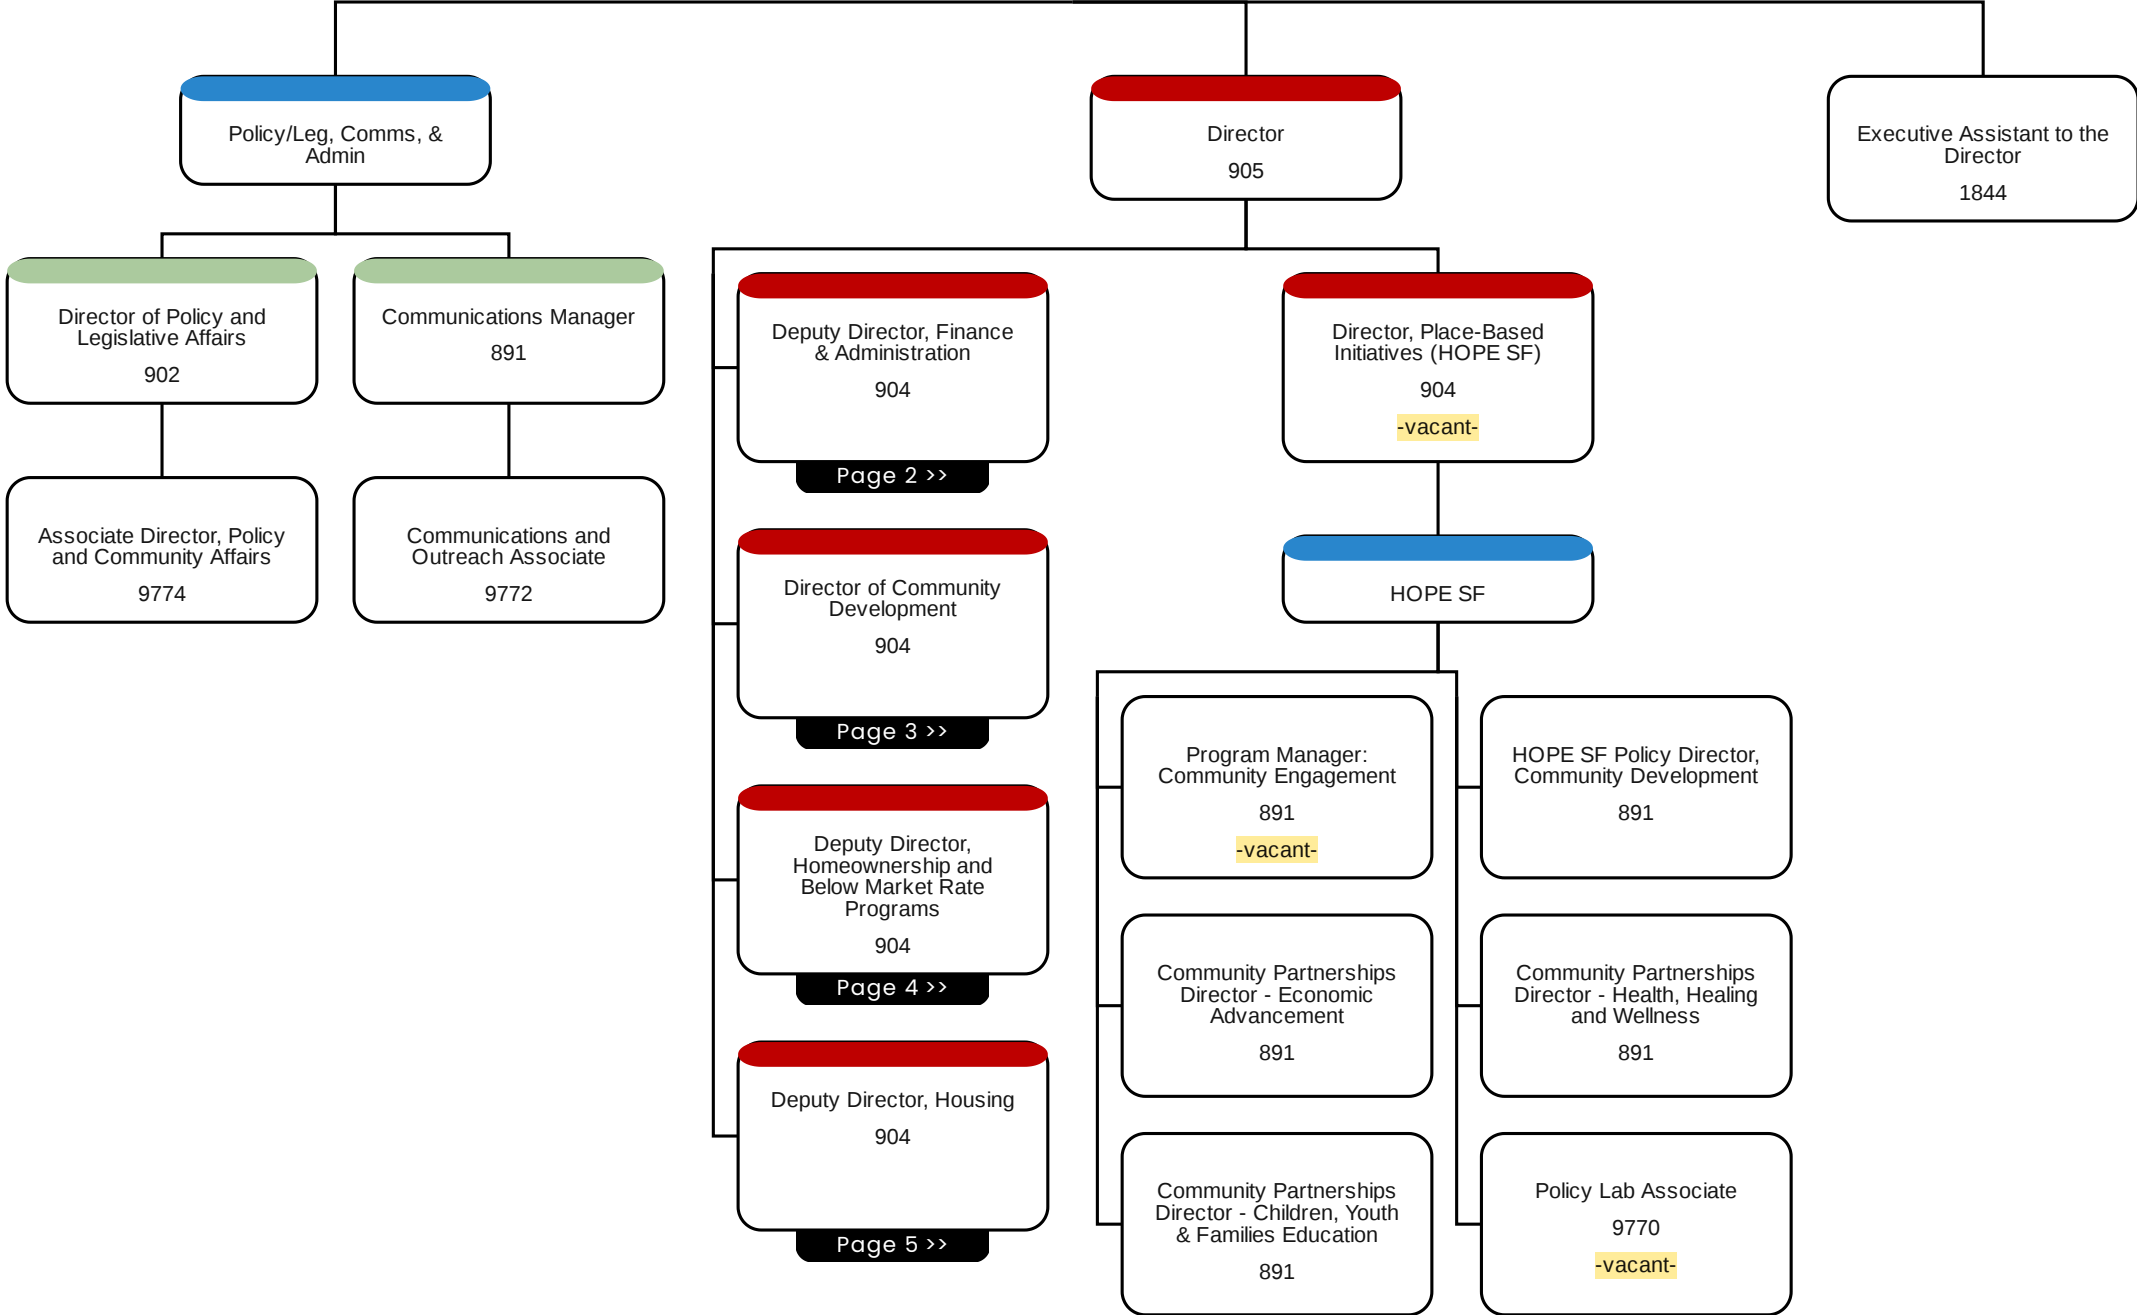 Policy/Leg, Comms, &
Admin
Director
905
Executive Assistant to the
Director
1844
Director of Policy and
Legislative Affairs
902
Communications Manager
891
Associate Director, Policy
and Community Affairs
9774
Communications and
Outreach Associate
9772
Deputy Director, Finance
& Administration
904
Page 2 >>
Director of Community
Development
904
Page 3 >>
Deputy Director,
Homeownership and
Below Market Rate
Programs
904
Page 4 >>
Deputy Director, Housing
904
Page 5 >>
Director, Place-Based
Initiatives (HOPE SF)
904
-vacant-
HOPE SF
Program Manager:
Community Engagement
891
-vacant-
HOPE SF Policy Director,
Community Development
891
Community Partnerships
Director - Economic
Advancement
891
Community Partnerships
Director - Health, Healing
and Wellness
891
Community Partnerships
Director - Children, Youth
& Families Education
891
Policy Lab Associate
9770
-vacant-